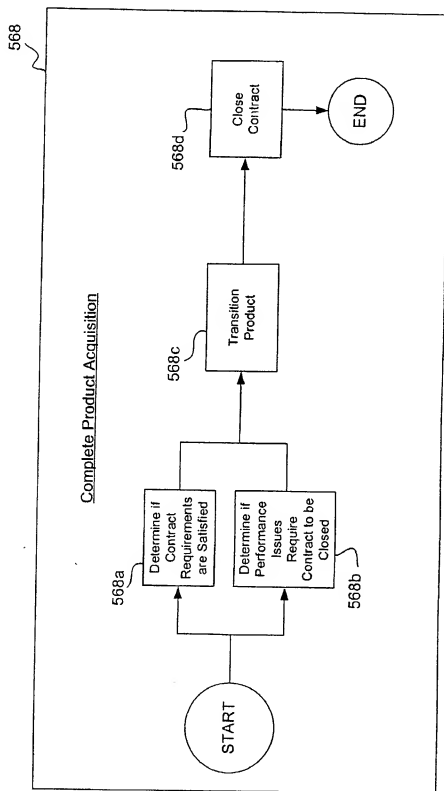 568
Complete Product Acquisition
START
568a
Determine if
Contract
Requirements
are Satisfied
Determine if
Performance
Issues
Require
Contract to be
Closed
568b
568c
Transition
Product
568d
Close
Contract
END